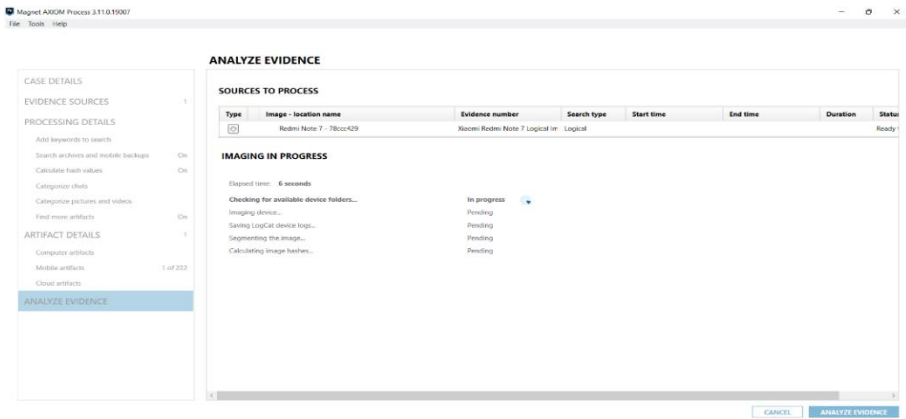 Magnet AXIOM Process 3.11.0.19007
File Tools Help
ANALYZE EVIDENCE
CASE DETAILS
EVIDENCE SOURCES 1
PROCESSING DETAILS
Add keywords to search
Search archives and mobile backups On
Calculate hash values On
Categorize chats
Categorize pictures and videos
Find more artifacts On
ARTIFACT DETAILS 1
Computer artifacts
Mobile artifacts 1 of 222
Cloud artifacts
ANALYZE EVIDENCE
SOURCES TO PROCESS
Type Image - location name Evidence number Search type Start time End time Duration Status
Redmi Note 7 - 78ccc429 Xiaomi Redmi Note 7 Logical Im Logical Ready
IMAGING IN PROGRESS
Elapsed time: 6 seconds
Checking for available device folders... In progress
Imaging device... Pending
Saving LogCat device logs... Pending
Segmenting the image... Pending
Calculating image hashes... Pending
CANCEL ANALYZE EVIDENCE